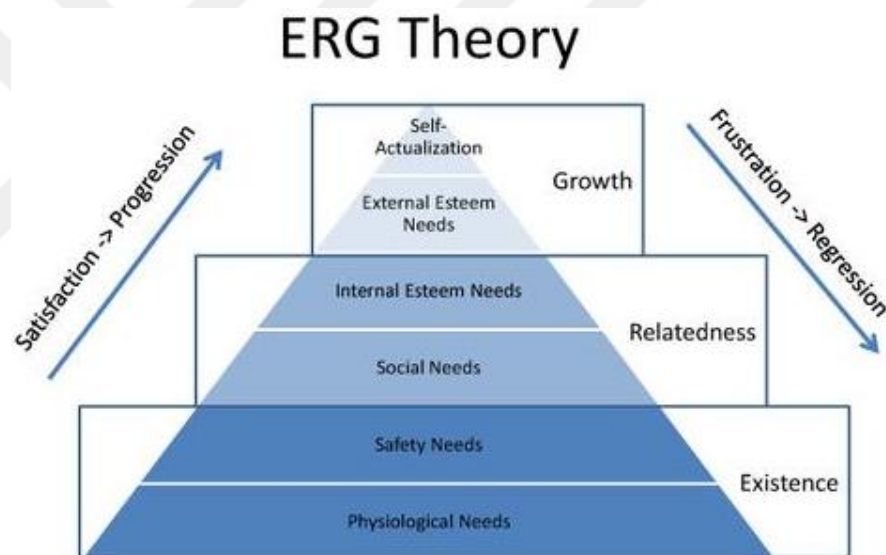 ERG Theory
Satisfaction -> Progression
Frustration -> Regression
Self-
Actualization
Growth
External Esteem
Needs
Internal Esteem Needs
Relatedness
Social Needs
Safety Needs
Existence
Physiological Needs